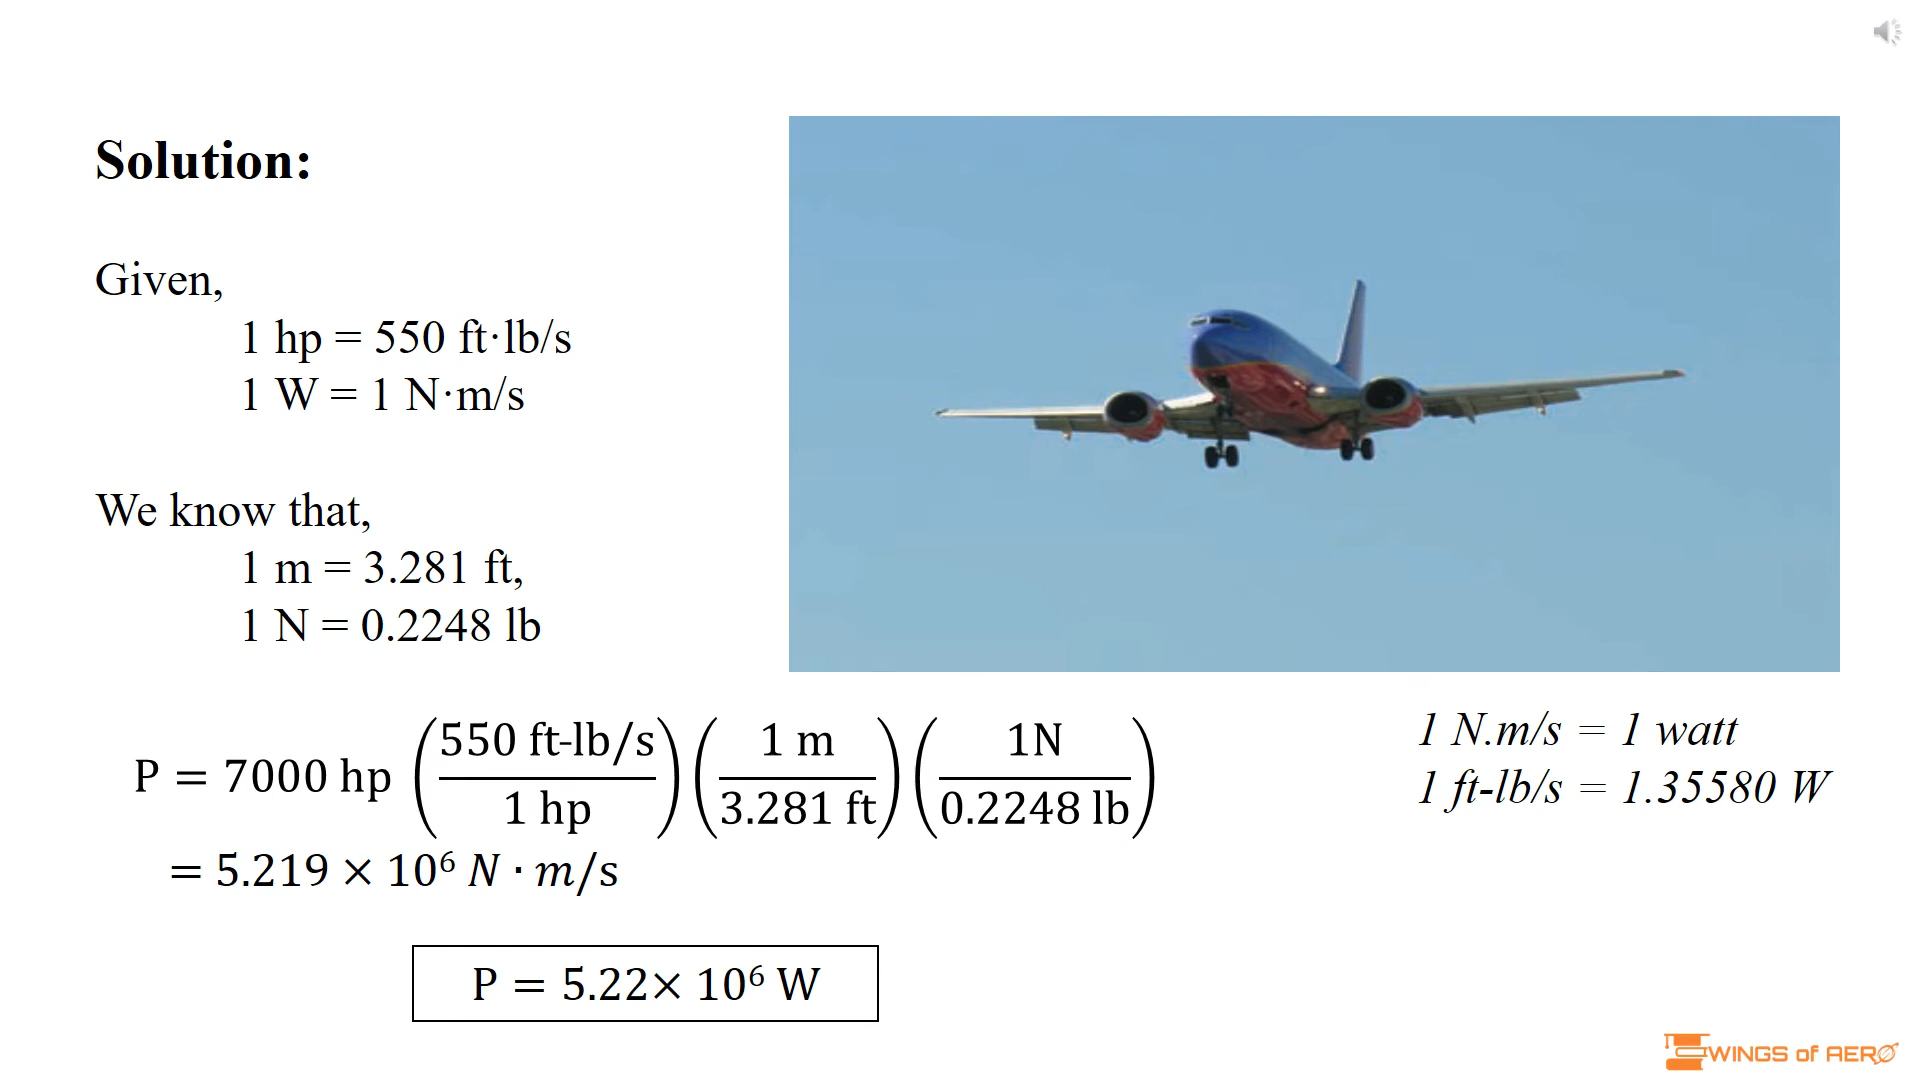 Solution:
Given,
1 hp = 550 ft·lb/s
1 W = 1 N·m/s
We know that,
1 m = 3.281 ft,
1 N = 0.2248 lb
P = 7000 hp (550 ft-lb/s / 1 hp) (1 m / 3.281 ft) (1N / 0.2248 lb)
= 5.219 × 10⁶ N · m/s
P = 5.22× 10⁶ W
1 N.m/s = 1 watt
1 ft-lb/s = 1.35580 W
WINGS of AERO